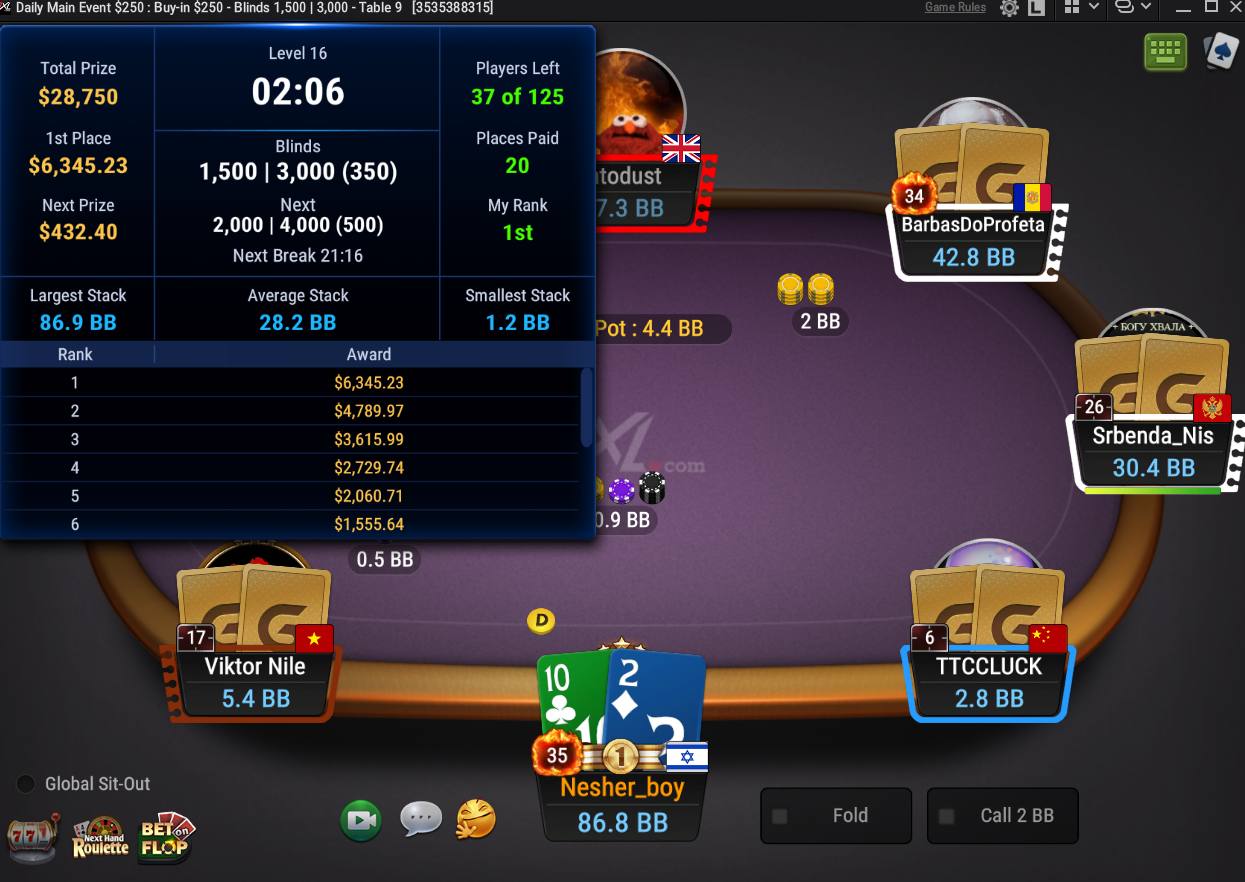 Daily Main Event $250 : Buy-in $250 - Blinds 1,500 | 3,000 - Table 9 [3535388315]
Game Rules
L
Total Prize
$28,750
1st Place
$6,345.23
Next Prize
$432.40
Level 16
02:06
Blinds
1,500 | 3,000 (350)
Next
2,000 | 4,000 (500)
Next Break 21:16
Players Left
37 of 125
Places Paid
20
My Rank
1st
Largest Stack
86.9 BB
Average Stack
28.2 BB
Smallest Stack
1.2 BB
Rank Award
1 $6,345.23
2 $4,789.97
3 $3,615.99
4 $2,729.74
5 $2,060.71
6 $1,555.64
todust
7.3 BB
34
BarbasDoProfeta
42.8 BB
2 BB
Pot : 4.4 BB
+ БОГУ ХВАЛА +
26
Srbenda_Nis
30.4 BB
.com
0.9 BB
0.5 BB
D
17
Viktor Nile
5.4 BB
10
2
35
1
Nesher_boy
86.8 BB
6
TTCCLUCK
2.8 BB
Global Sit-Out
777
Next Hand
Roulette
BET on
FLOP
Fold
Call 2 BB